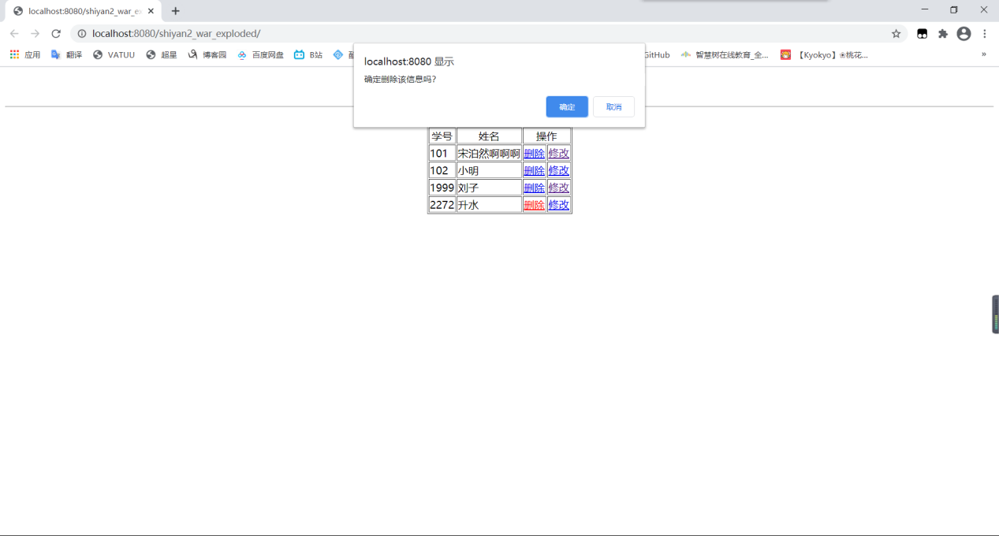 localhost:8080/shiyan2_war_ex
localhost:8080/shiyan2_war_exploded/
应用 翻译 VATUU 超星 博客园 百度网盘 B站 GitHub 智慧树在线教育_全... 【Kyokyo】❀桃花... »
localhost:8080 显示
确定删除该信息吗?
确定 取消
学号 姓名 操作
101 宋泊然啊啊啊 删除 修改
102 小明 删除 修改
1999 刘子 删除 修改
2272 升水 删除 修改